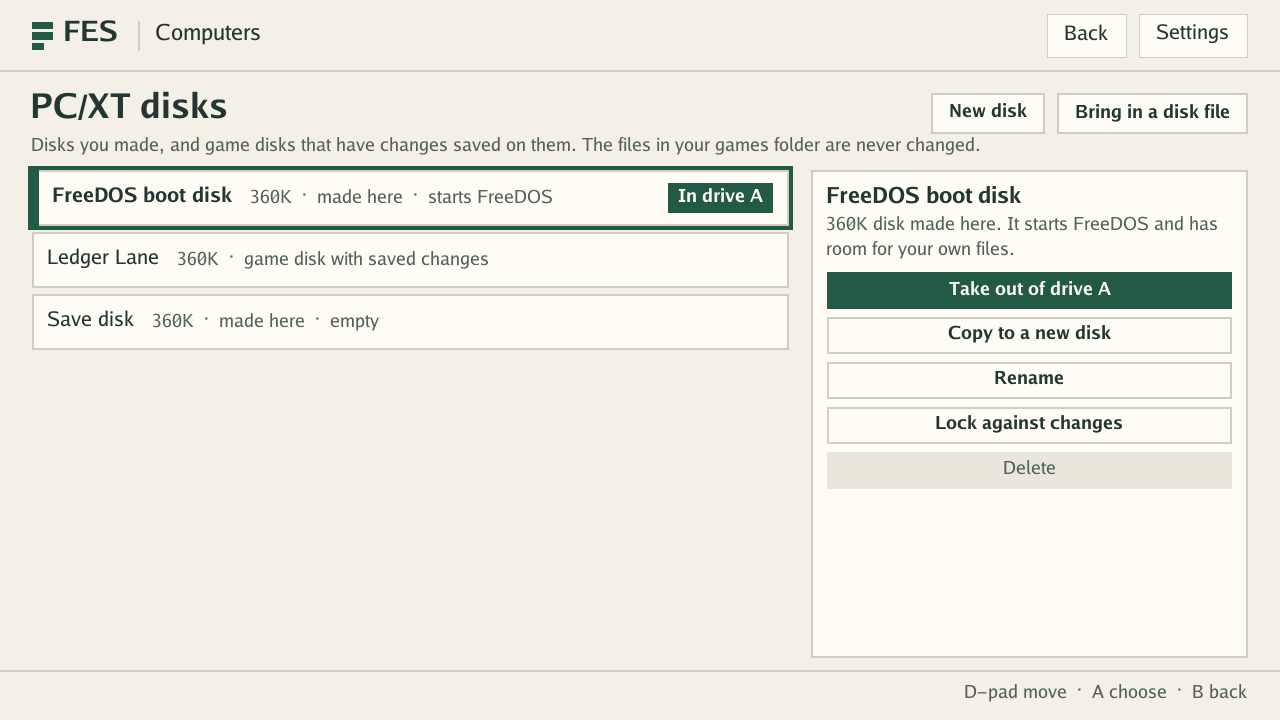 FES
Computers
Back
Settings
PC/XT disks
New disk
Bring in a disk file
Disks you made, and game disks that have changes saved on them. The files in your games folder are never changed.
FreeDOS boot disk 360K · made here · starts FreeDOS In drive A
Ledger Lane 360K · game disk with saved changes
Save disk 360K · made here · empty
FreeDOS boot disk
360K disk made here. It starts FreeDOS and has
room for your own files.
Take out of drive A
Copy to a new disk
Rename
Lock against changes
Delete
D-pad move · A choose · B back